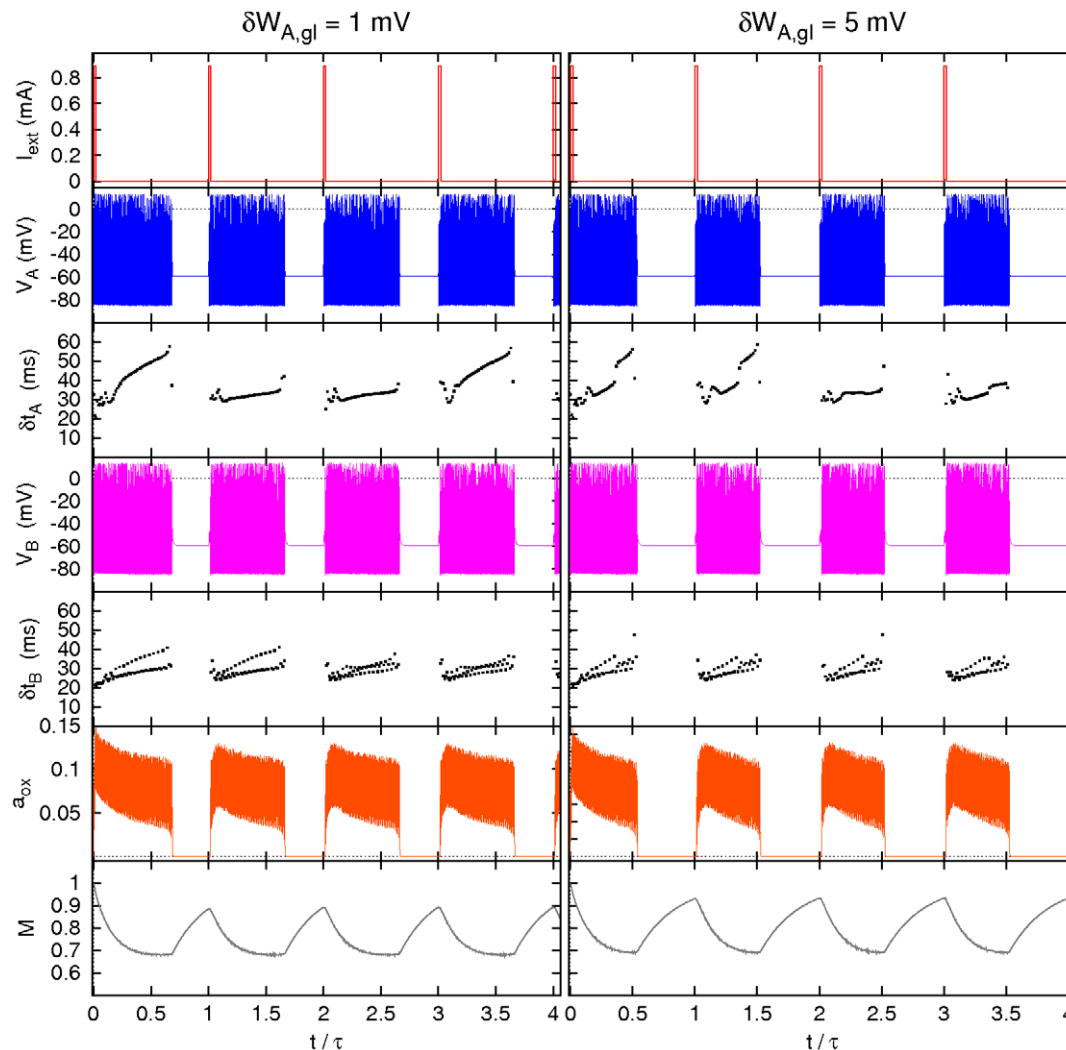 δW_A,gl = 1 mV
δW_A,gl = 5 mV
I_ext (mA)
0.8
0.6
0.4
0.2
0
V_A (mV)
0
-20
-40
-60
-80
δt_A (ms)
60
50
40
30
20
10
V_B (mV)
0
-20
-40
-60
-80
δt_B (ms)
60
50
40
30
20
a_ox
0.15
0.1
0.05
M
1
0.9
0.8
0.7
0.6
0.5
0 0.5 1 1.5 2 2.5 3 3.5 4
0 0.5 1 1.5 2 2.5 3 3.5 4
t / τ
t / τ